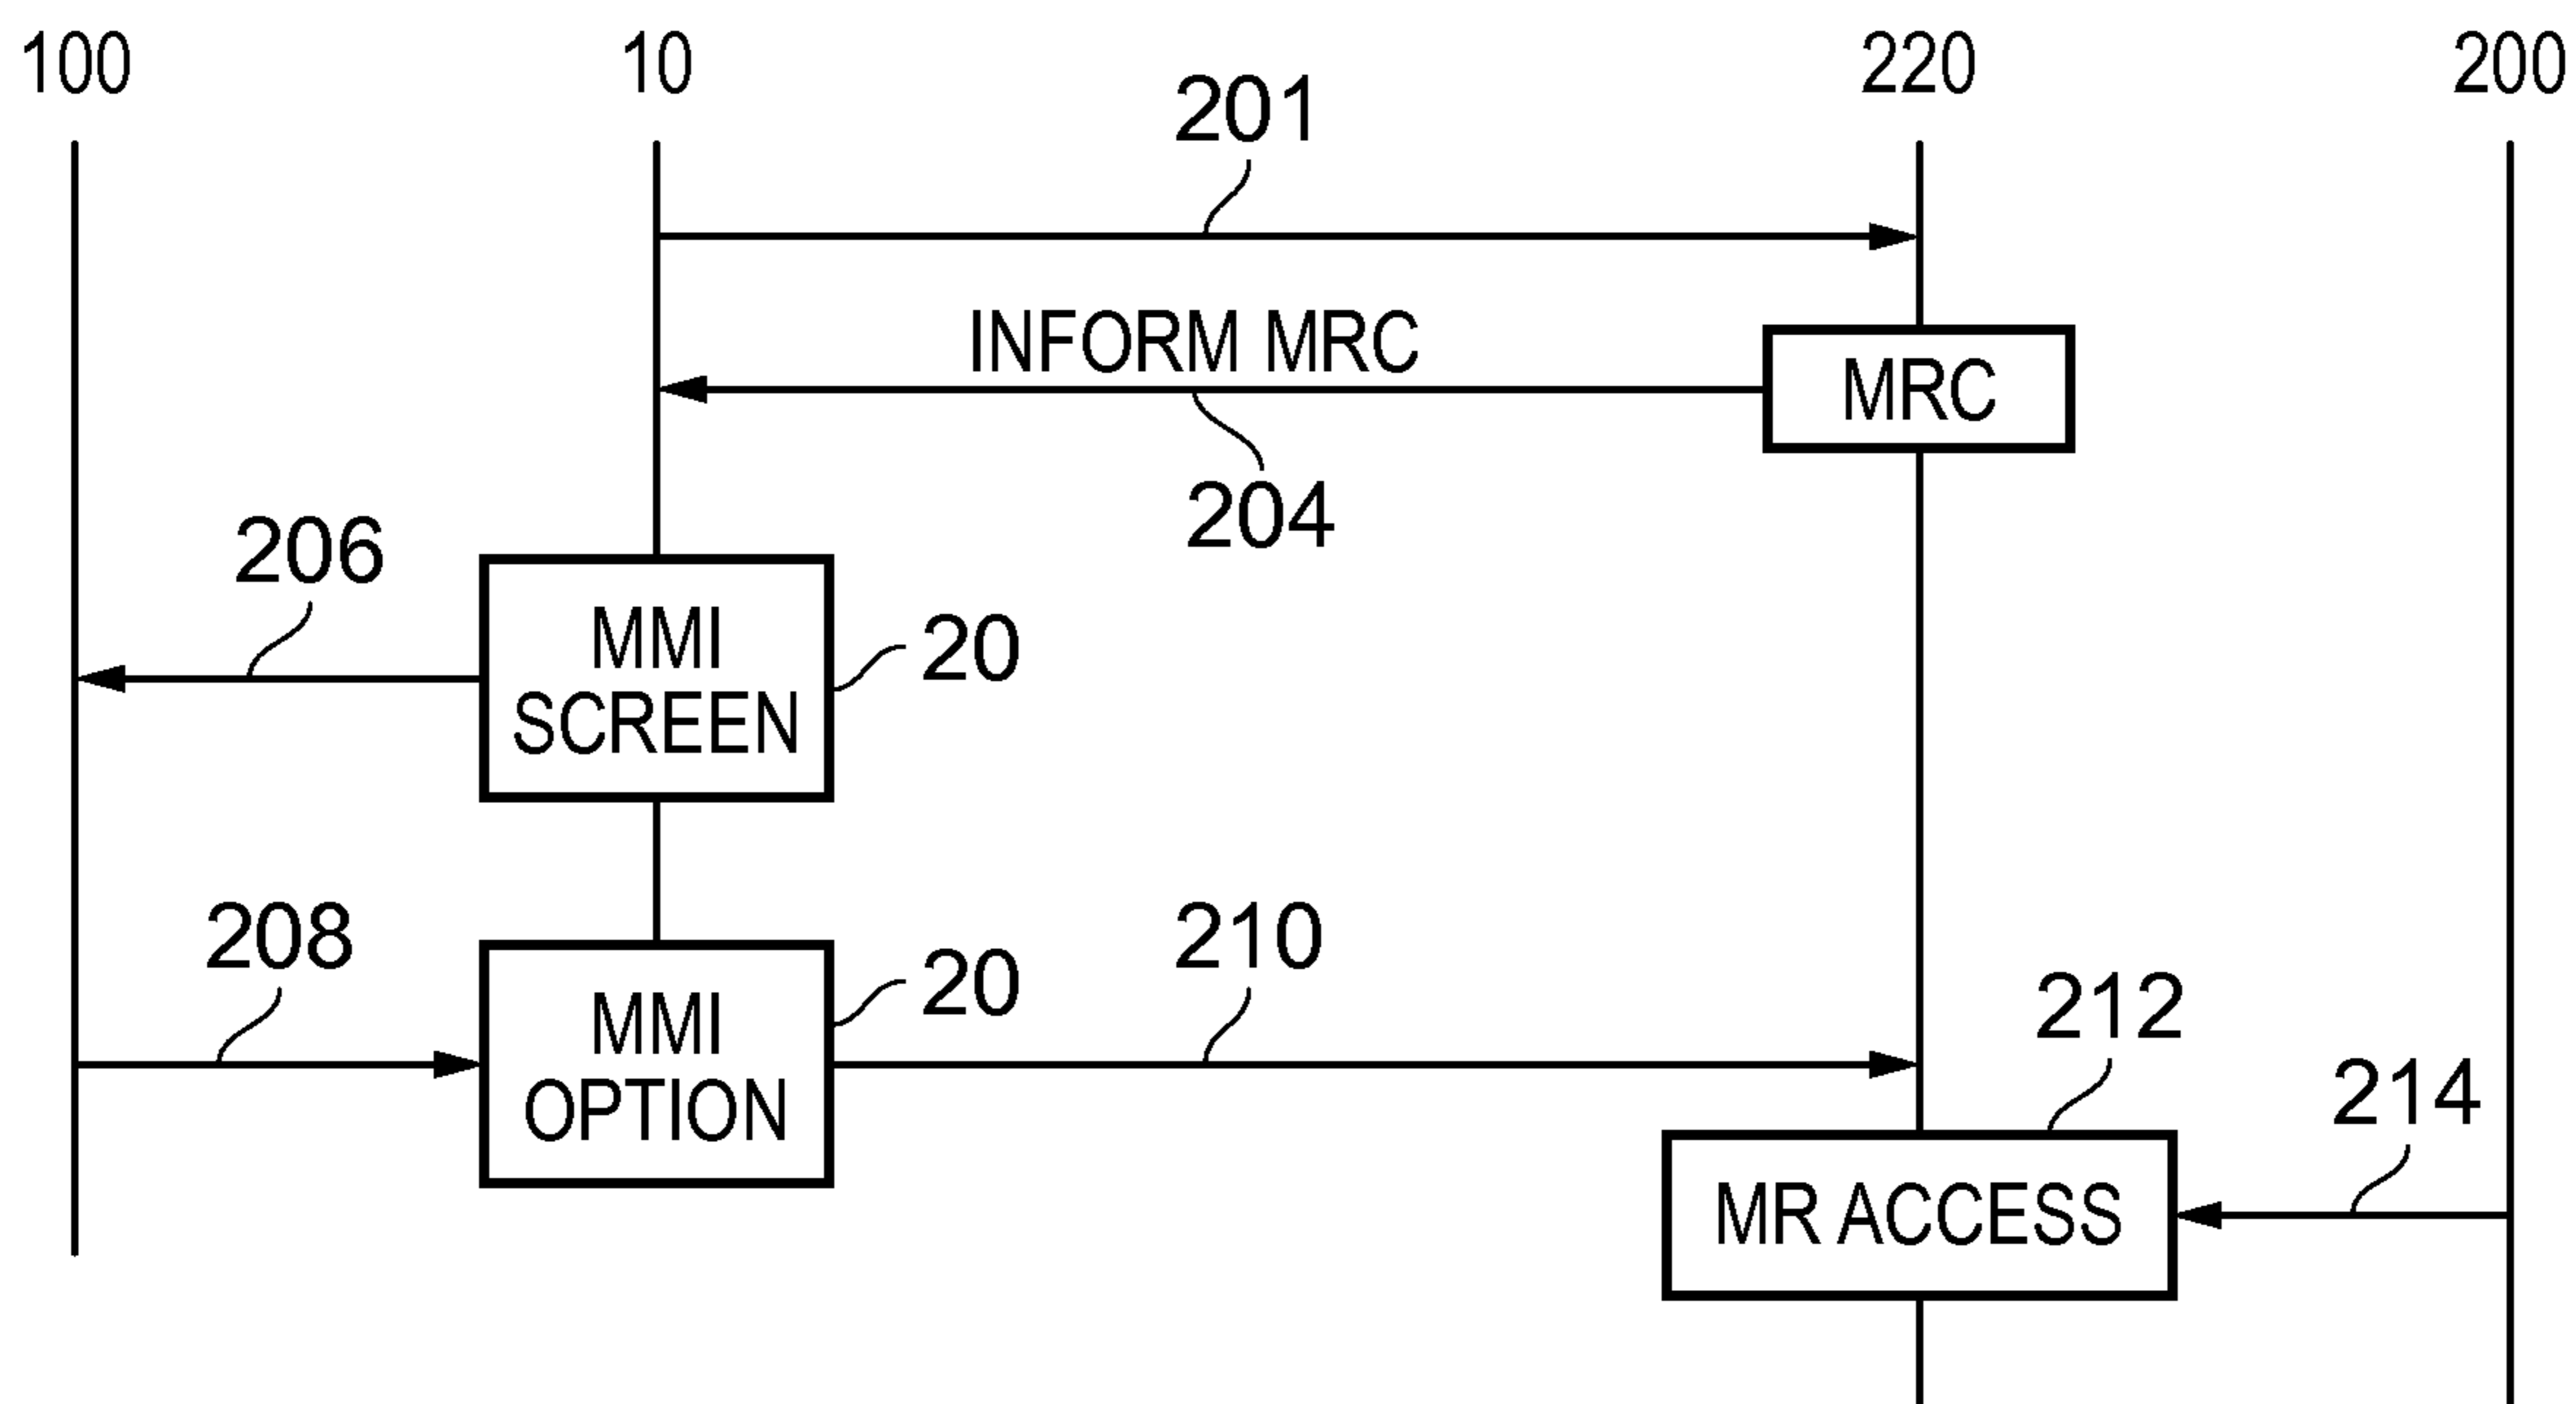 100 10 220 200
201
INFORM MRC
MRC
204
206
MMI
SCREEN
20
208
MMI
OPTION
20
210
212
MR ACCESS
214